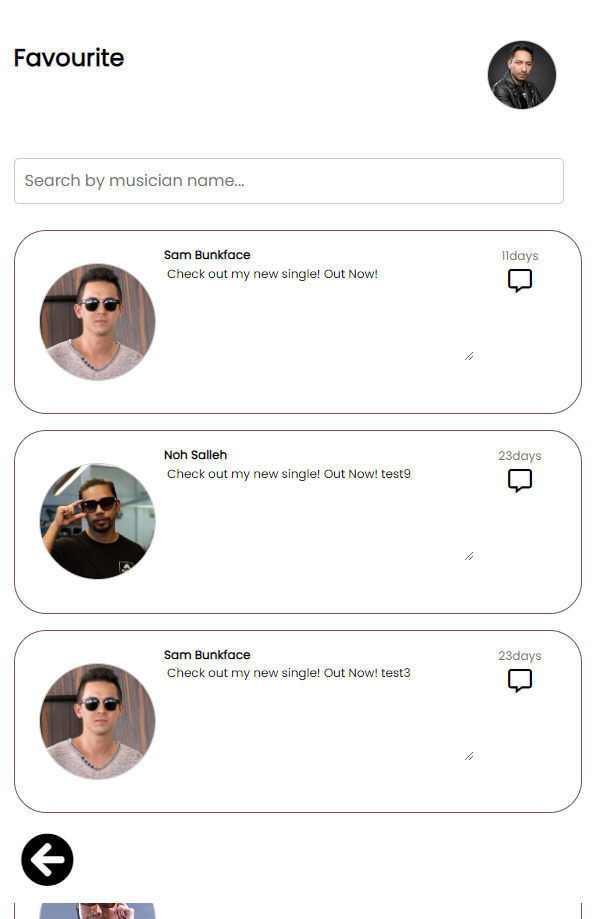 Favourite
Search by musician name...
Sam Bunkface
11days
Check out my new single! Out Now!
Noh Salleh
23days
Check out my new single! Out Now! test9
Sam Bunkface
23days
Check out my new single! Out Now! test3